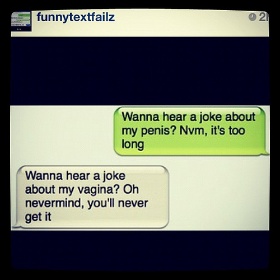 funnytextfailz
Wanna hear a joke about
my penis? Nvm, it's too
long
Wanna hear a joke
about my vagina? Oh
nevermind, you'll never
get it